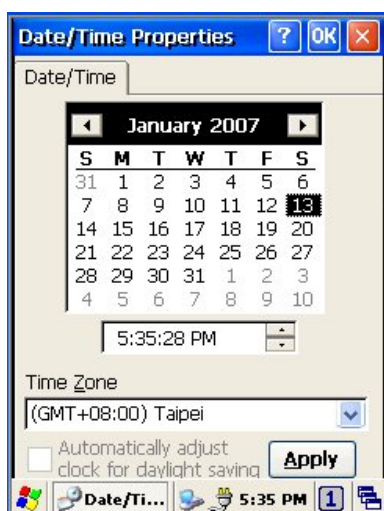 Date/Time Properties ? OK ×
Date/Time
January 2007
S M T W T F S
31 1 2 3 4 5 6
7 8 9 10 11 12 13
14 15 16 17 18 19 20
21 22 23 24 25 26 27
28 29 30 31 1 2 3
4 5 6 7 8 9 10
5:35:28 PM
Time Zone
(GMT+08:00) Taipei
Automatically adjust
clock for daylight saving
Apply
Date/Ti... 5:35 PM 1